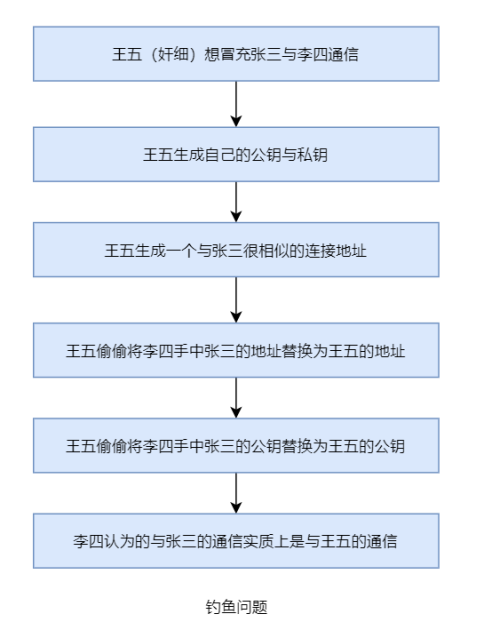 王五（奸细）想冒充张三与李四通信
王五生成自己的公钥与私钥
王五生成一个与张三很相似的连接地址
王五偷偷将李四手中张三的地址替换为王五的地址
王五偷偷将李四手中张三的公钥替换为王五的公钥
李四认为的与张三的通信实质上是与王五的通信
钓鱼问题